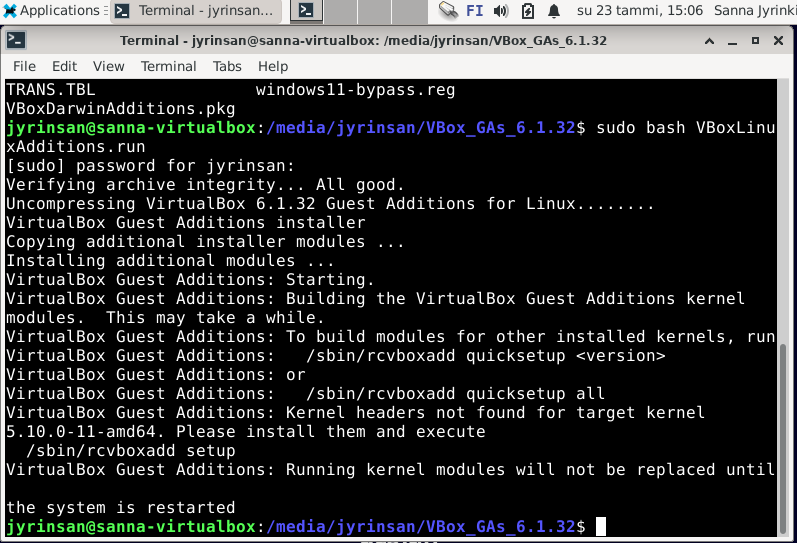 Applications
Terminal - jyrinsan...
FI
su 23 tammi, 15:06
Sanna Jyrinki
Terminal - jyrinsan@sanna-virtualbox: /media/jyrinsan/VBox_GAs_6.1.32
File Edit View Terminal Tabs Help
TRANS.TBL windows11-bypass.reg
VBoxDarwinAdditions.pkg
jyrinsan@sanna-virtualbox:/media/jyrinsan/VBox_GAs_6.1.32$ sudo bash VBoxLinu
xAdditions.run
[sudo] password for jyrinsan:
Verifying archive integrity... All good.
Uncompressing VirtualBox 6.1.32 Guest Additions for Linux........
VirtualBox Guest Additions installer
Copying additional installer modules ...
Installing additional modules ...
VirtualBox Guest Additions: Starting.
VirtualBox Guest Additions: Building the VirtualBox Guest Additions kernel
modules.  This may take a while.
VirtualBox Guest Additions: To build modules for other installed kernels, run
VirtualBox Guest Additions:   /sbin/rcvboxadd quicksetup <version>
VirtualBox Guest Additions: or
VirtualBox Guest Additions:   /sbin/rcvboxadd quicksetup all
VirtualBox Guest Additions: Kernel headers not found for target kernel
5.10.0-11-amd64. Please install them and execute
  /sbin/rcvboxadd setup
VirtualBox Guest Additions: Running kernel modules will not be replaced until
the system is restarted
jyrinsan@sanna-virtualbox:/media/jyrinsan/VBox_GAs_6.1.32$